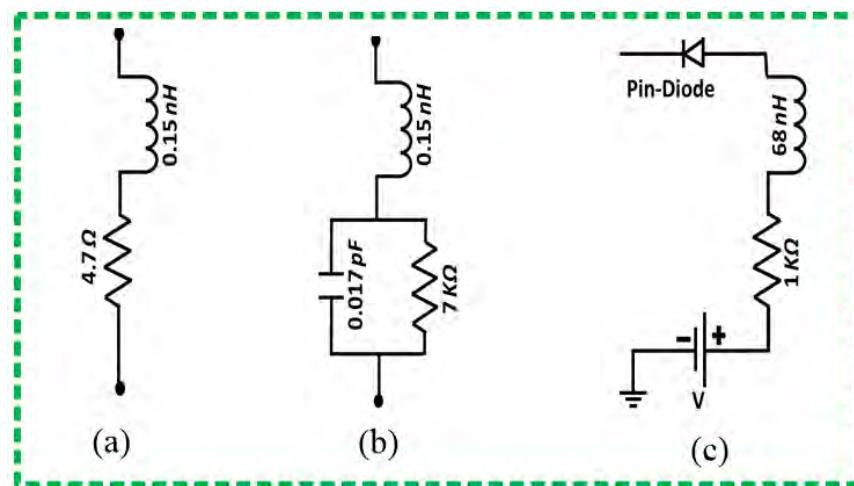 0.15 nH
4.7 Ω
(a)
0.15 nH
0.017 pF
7 KΩ
(b)
Pin-Diode
68 nH
1 KΩ
- +
V
(c)